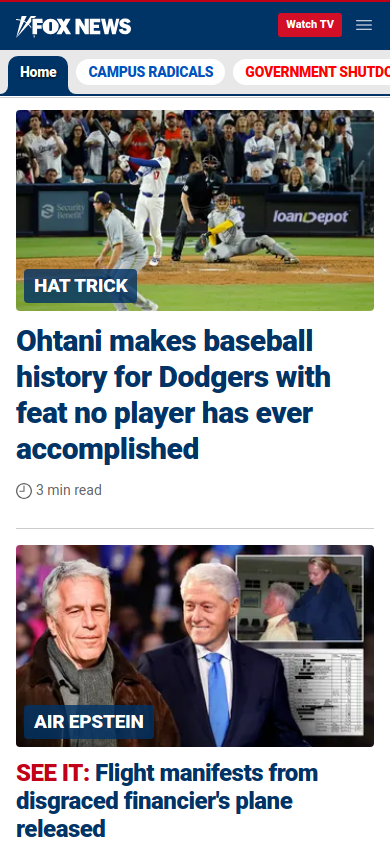 FOX NEWS
Watch TV
Home
CAMPUS RADICALS
GOVERNMENT SHUTDO
17
Security
Benefit
loanDepot
HAT TRICK
Ohtani makes baseball
history for Dodgers with
feat no player has ever
accomplished
3 min read
AIR EPSTEIN
SEE IT: Flight manifests from
disgraced financier's plane
released